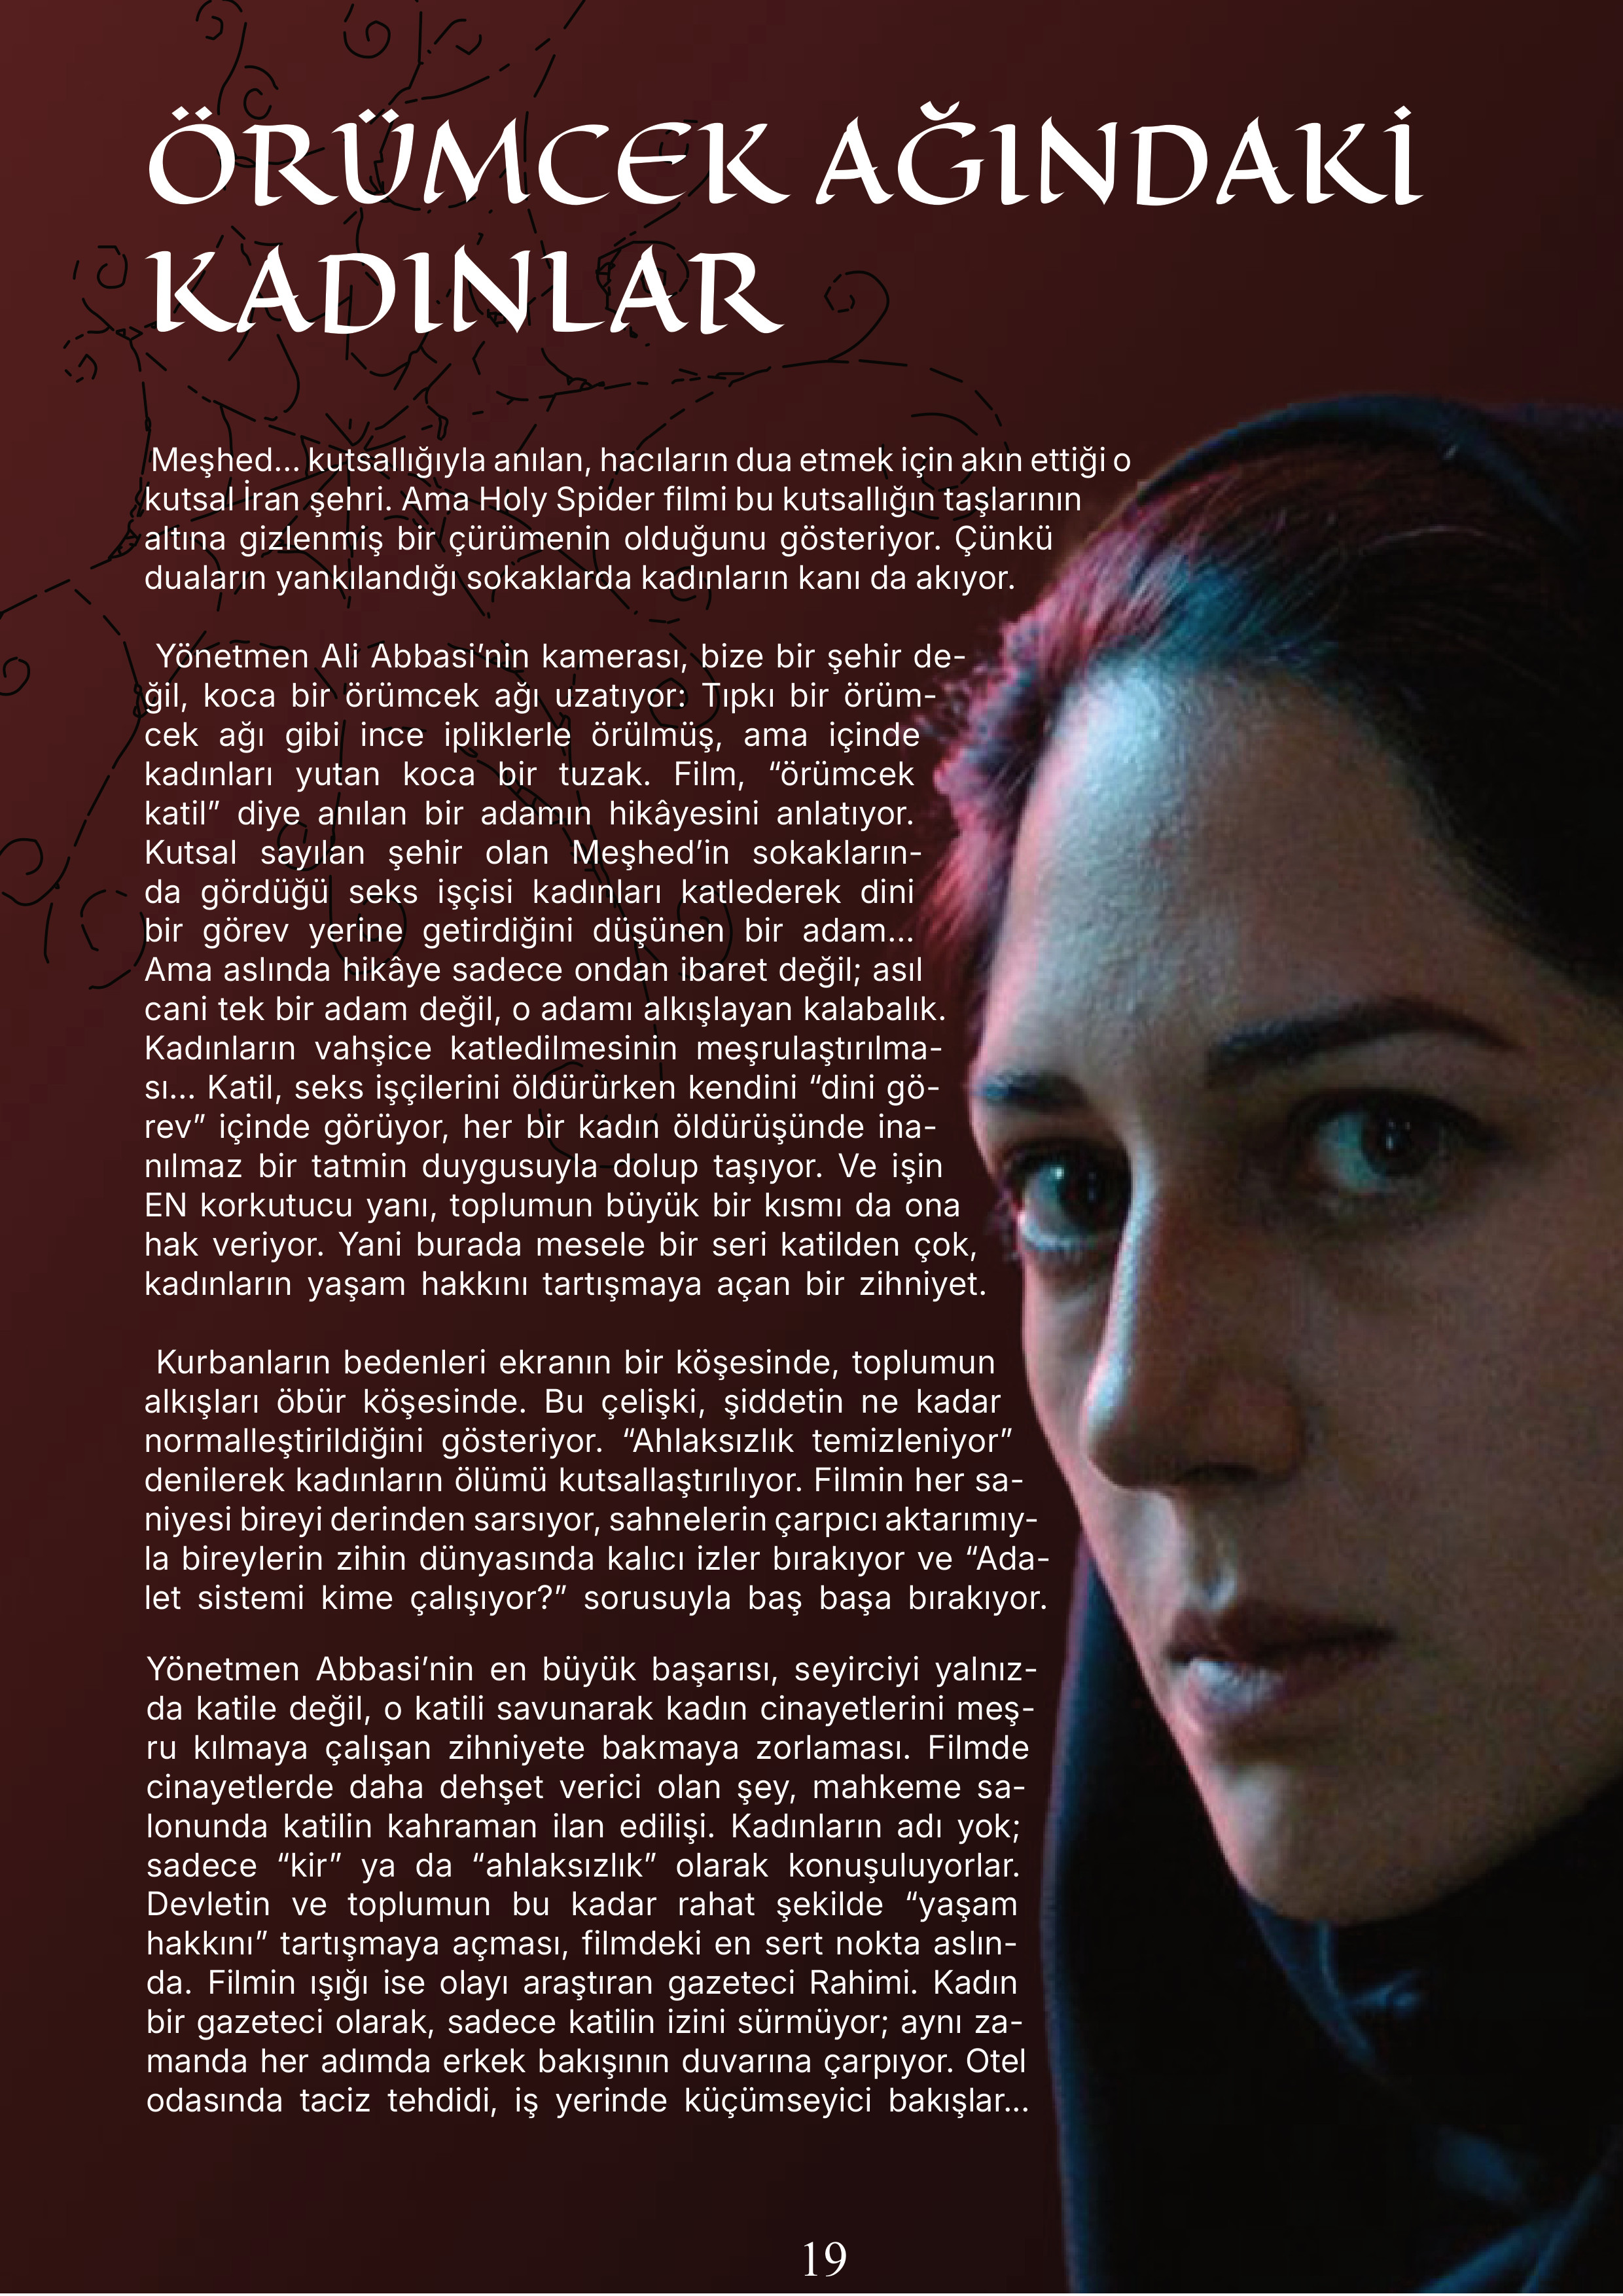 ÖRÜMCEK AĞINDAKİ
KADINLAR
Meşhed... kutsallığıyla anılan, hacıların dua etmek için akın ettiği o
kutsal İran şehri. Ama Holy Spider filmi bu kutsallığın taşlarının
altına gizlenmiş bir çürümenin olduğunu gösteriyor. Çünkü
duaların yankılandığı sokaklarda kadınların kanı da akıyor.
Yönetmen Ali Abbasi’nin kamerası, bize bir şehir de-
ğil, koca bir örümcek ağı uzatıyor: Tıpkı bir örüm-
cek ağı gibi ince ipliklerle örülmüş, ama içinde
kadınları yutan koca bir tuzak. Film, “örümcek
katil” diye anılan bir adamın hikâyesini anlatıyor.
Kutsal sayılan şehir olan Meşhed’in sokakların-
da gördüğü seks işçisi kadınları katlederek dini
bir görev yerine getirdiğini düşünen bir adam...
Ama aslında hikâye sadece ondan ibaret değil; asıl
cani tek bir adam değil, o adamı alkışlayan kalabalık.
Kadınların vahşice katledilmesinin meşrulaştırılma-
sı... Katil, seks işçilerini öldürürken kendini “dini gö-
rev” içinde görüyor, her bir kadın öldürüşünde ina-
nılmaz bir tatmin duygusuyla dolup taşıyor. Ve işin
EN korkutucu yanı, toplumun büyük bir kısmı da ona
hak veriyor. Yani burada mesele bir seri katilden çok,
kadınların yaşam hakkını tartışmaya açan bir zihniyet.
Kurbanların bedenleri ekranın bir köşesinde, toplumun
alkışları öbür köşesinde. Bu çelişki, şiddetin ne kadar
normalleştirildiğini gösteriyor. “Ahlaksızlık temizleniyor”
denilerek kadınların ölümü kutsallaştırılıyor. Filmin her sa-
niyesi bireyi derinden sarsıyor, sahnelerin çarpıcı aktarımıy-
la bireylerin zihin dünyasında kalıcı izler bırakıyor ve “Ada-
let sistemi kime çalışıyor?” sorusuyla baş başa bırakıyor.
Yönetmen Abbasi’nin en büyük başarısı, seyirciyi yalnız-
da katile değil, o katili savunarak kadın cinayetlerini meş-
ru kılmaya çalışan zihniyete bakmaya zorlaması. Filmde
cinayetlerde daha dehşet verici olan şey, mahkeme sa-
lonunda katilin kahraman ilan edilişi. Kadınların adı yok;
sadece “kir” ya da “ahlaksızlık” olarak konuşuluyorlar.
Devletin ve toplumun bu kadar rahat şekilde “yaşam
hakkını” tartışmaya açması, filmdeki en sert nokta aslın-
da. Filmin ışığı ise olayı araştıran gazeteci Rahimi. Kadın
bir gazeteci olarak, sadece katilin izini sürmüyor; aynı za-
manda her adımda erkek bakışının duvarına çarpıyor. Otel
odasında taciz tehdidi, iş yerinde küçümseyici bakışlar...
19